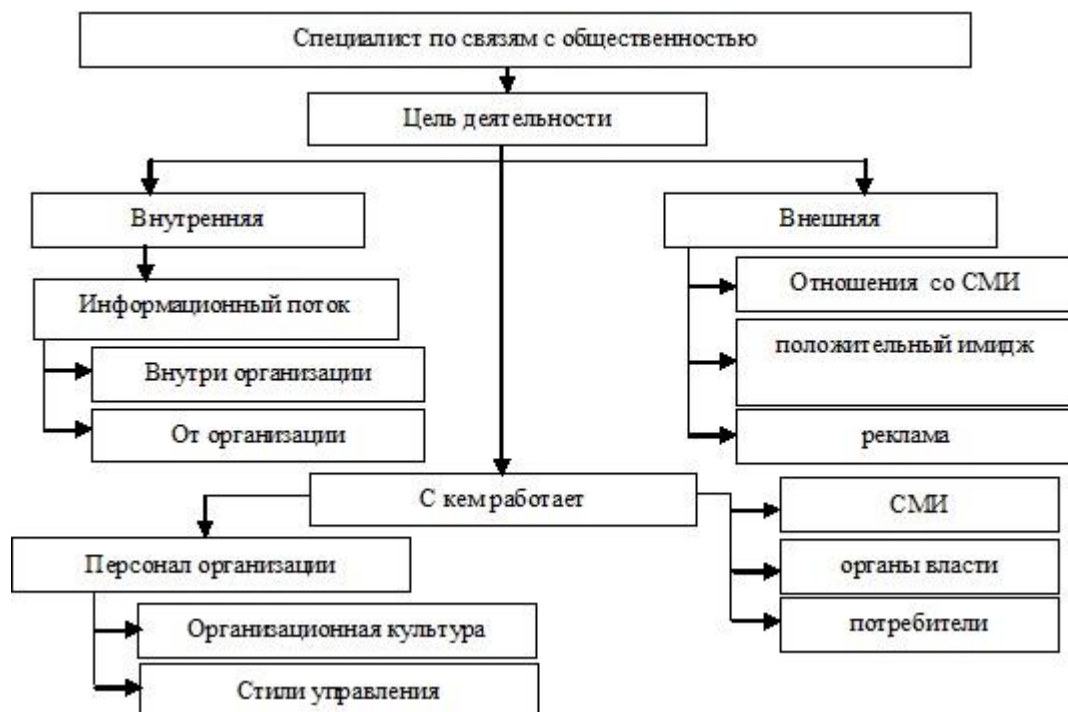 Специалист по связям с общественностью
Цель деятельности
Внутренняя
Внешняя
Информационный поток
Внутри организации
От организации
Отношения со СМИ
положительный имидж
реклама
С кем работает
Персонал организации
Организационная культура
Стили управления
СМИ
органы власти
потребители